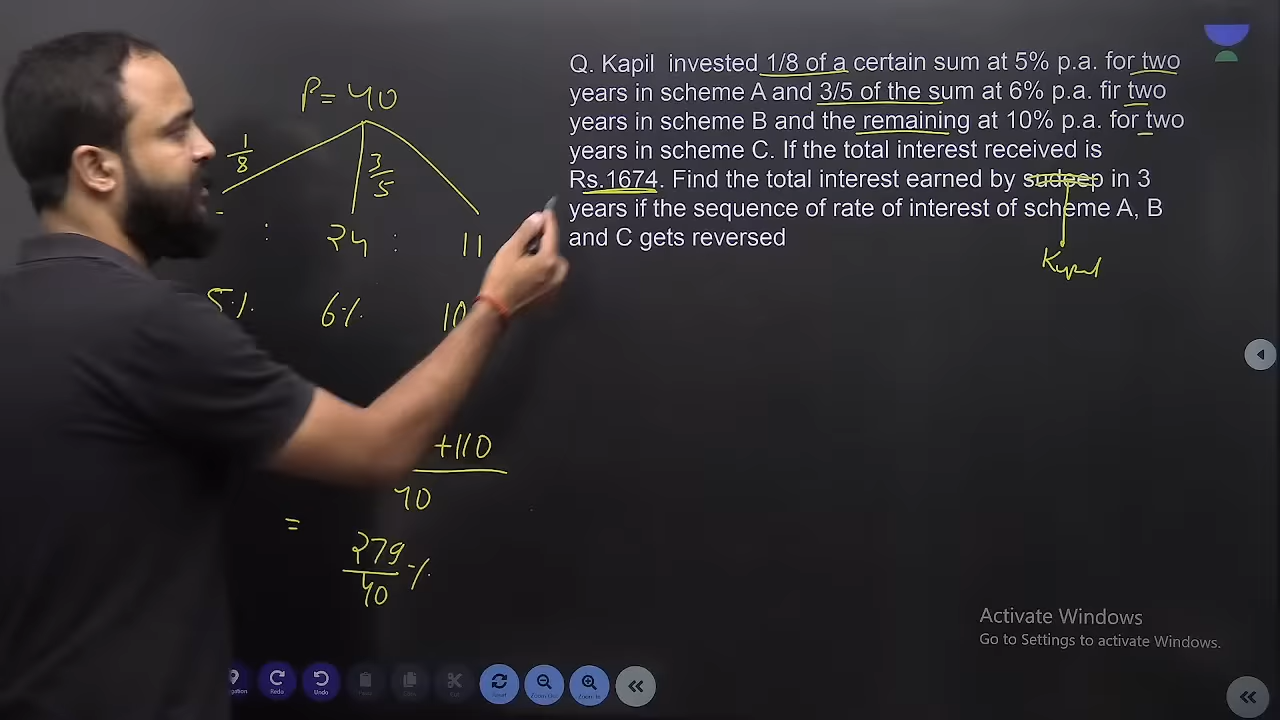 Q. Kapil invested 1/8 of a certain sum at 5% p.a. for two
years in scheme A and 3/5 of the sum at 6% p.a. fir two
years in scheme B and the remaining at 10% p.a. for two
years in scheme C. If the total interest received is
Rs.1674. Find the total interest earned by sudeep in 3
years if the sequence of rate of interest of scheme A, B
and C gets reversed
Kapil
P = 40
1/8 3/5
: 24 : 11
5% 6% 10
+110
40
=
279/40 %
Activate Windows
Go to Settings to activate Windows.
Redo Undo